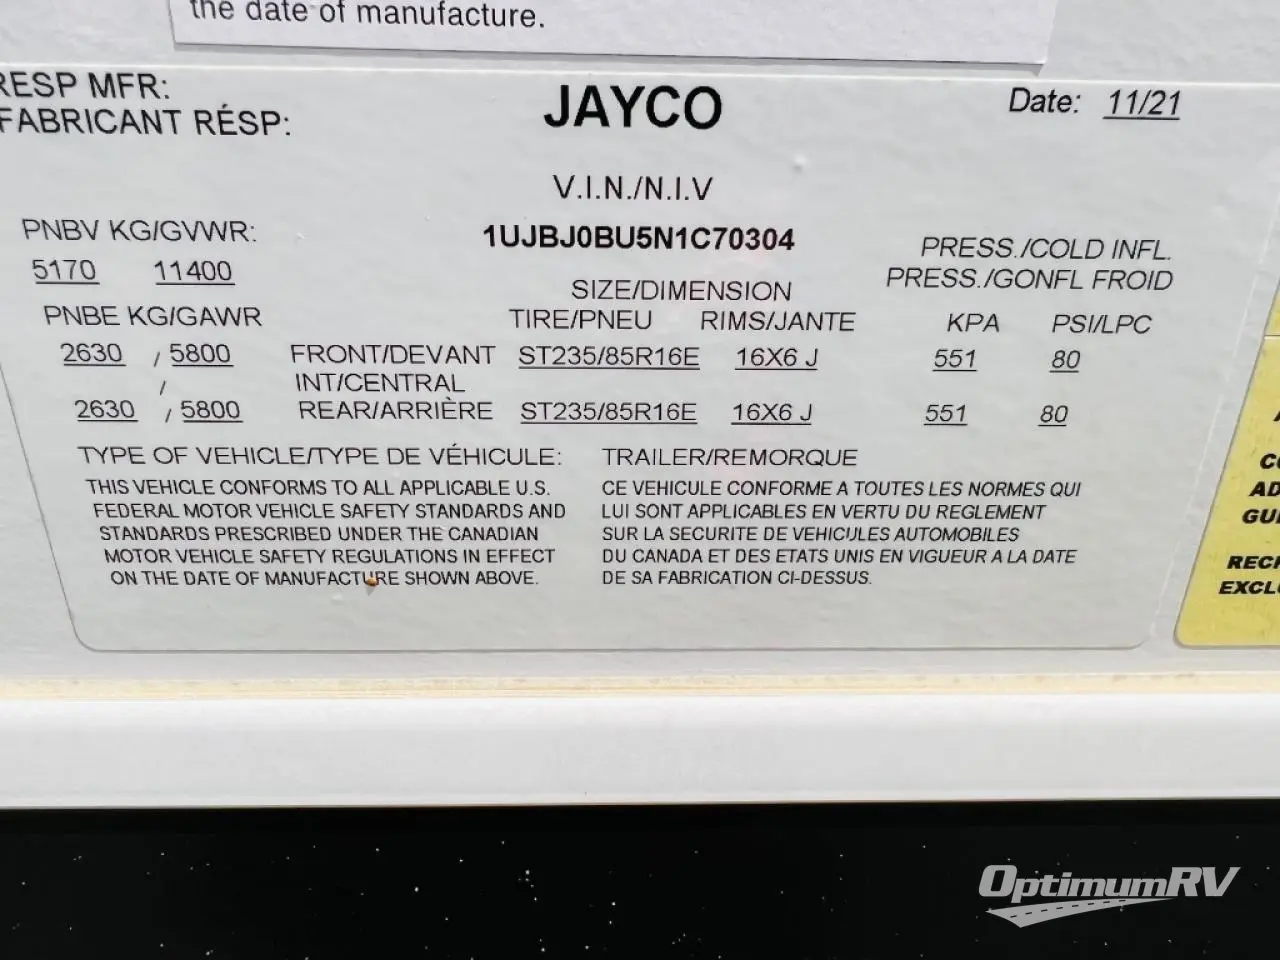 the date of manufacture.
RESP MFR: JAYCO Date: 11/21
FABRICANT RÉSP:
V.I.N./N.I.V
PNBV KG/GVWR: 1UJBJ0BU5N1C70304 PRESS./COLD INFL.
5170 11400 PRESS./GONFL FROID
SIZE/DIMENSION
PNBE KG/GAWR TIRE/PNEU RIMS/JANTE KPA PSI/LPC
2630 / 5800 FRONT/DEVANT ST235/85R16E 16X6 J 551 80
/ INT/CENTRAL
2630 / 5800 REAR/ARRIÈRE ST235/85R16E 16X6 J 551 80
TYPE OF VEHICLE/TYPE DE VÉHICULE: TRAILER/REMORQUE
THIS VEHICLE CONFORMS TO ALL APPLICABLE U.S.
FEDERAL MOTOR VEHICLE SAFETY STANDARDS AND
STANDARDS PRESCRIBED UNDER THE CANADIAN
MOTOR VEHICLE SAFETY REGULATIONS IN EFFECT
ON THE DATE OF MANUFACTURE SHOWN ABOVE.
CE VEHICULE CONFORME A TOUTES LES NORMES QUI
LUI SONT APPLICABLES EN VERTU DU REGLEMENT
SUR LA SECURITE DE VEHICULES AUTOMOBILES
DU CANADA ET DES ETATS UNIS EN VIGUEUR A LA DATE
DE SA FABRICATION CI-DESSUS.
OptimumRV